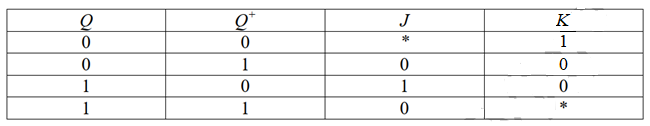 Q Q⁺ J K
0 0 * 1
0 1 0 0
1 0 1 0
1 1 0 *